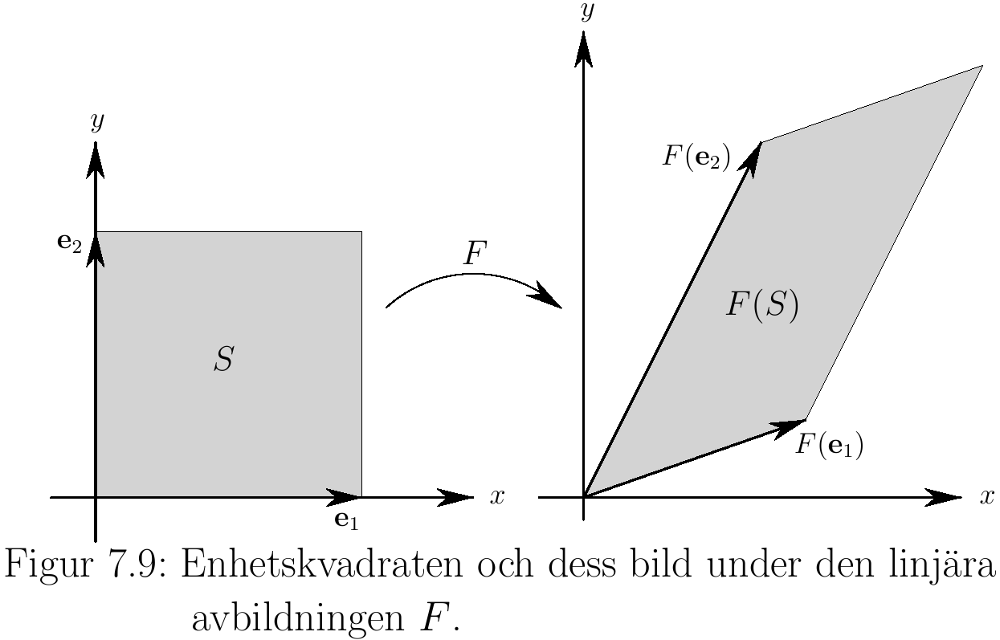 y
e₂
S
e₁
x
F
y
F(e₂)
F(S)
F(e₁)
x
Figur 7.9: Enhetskvadraten och dess bild under den linjära
avbildningen F.